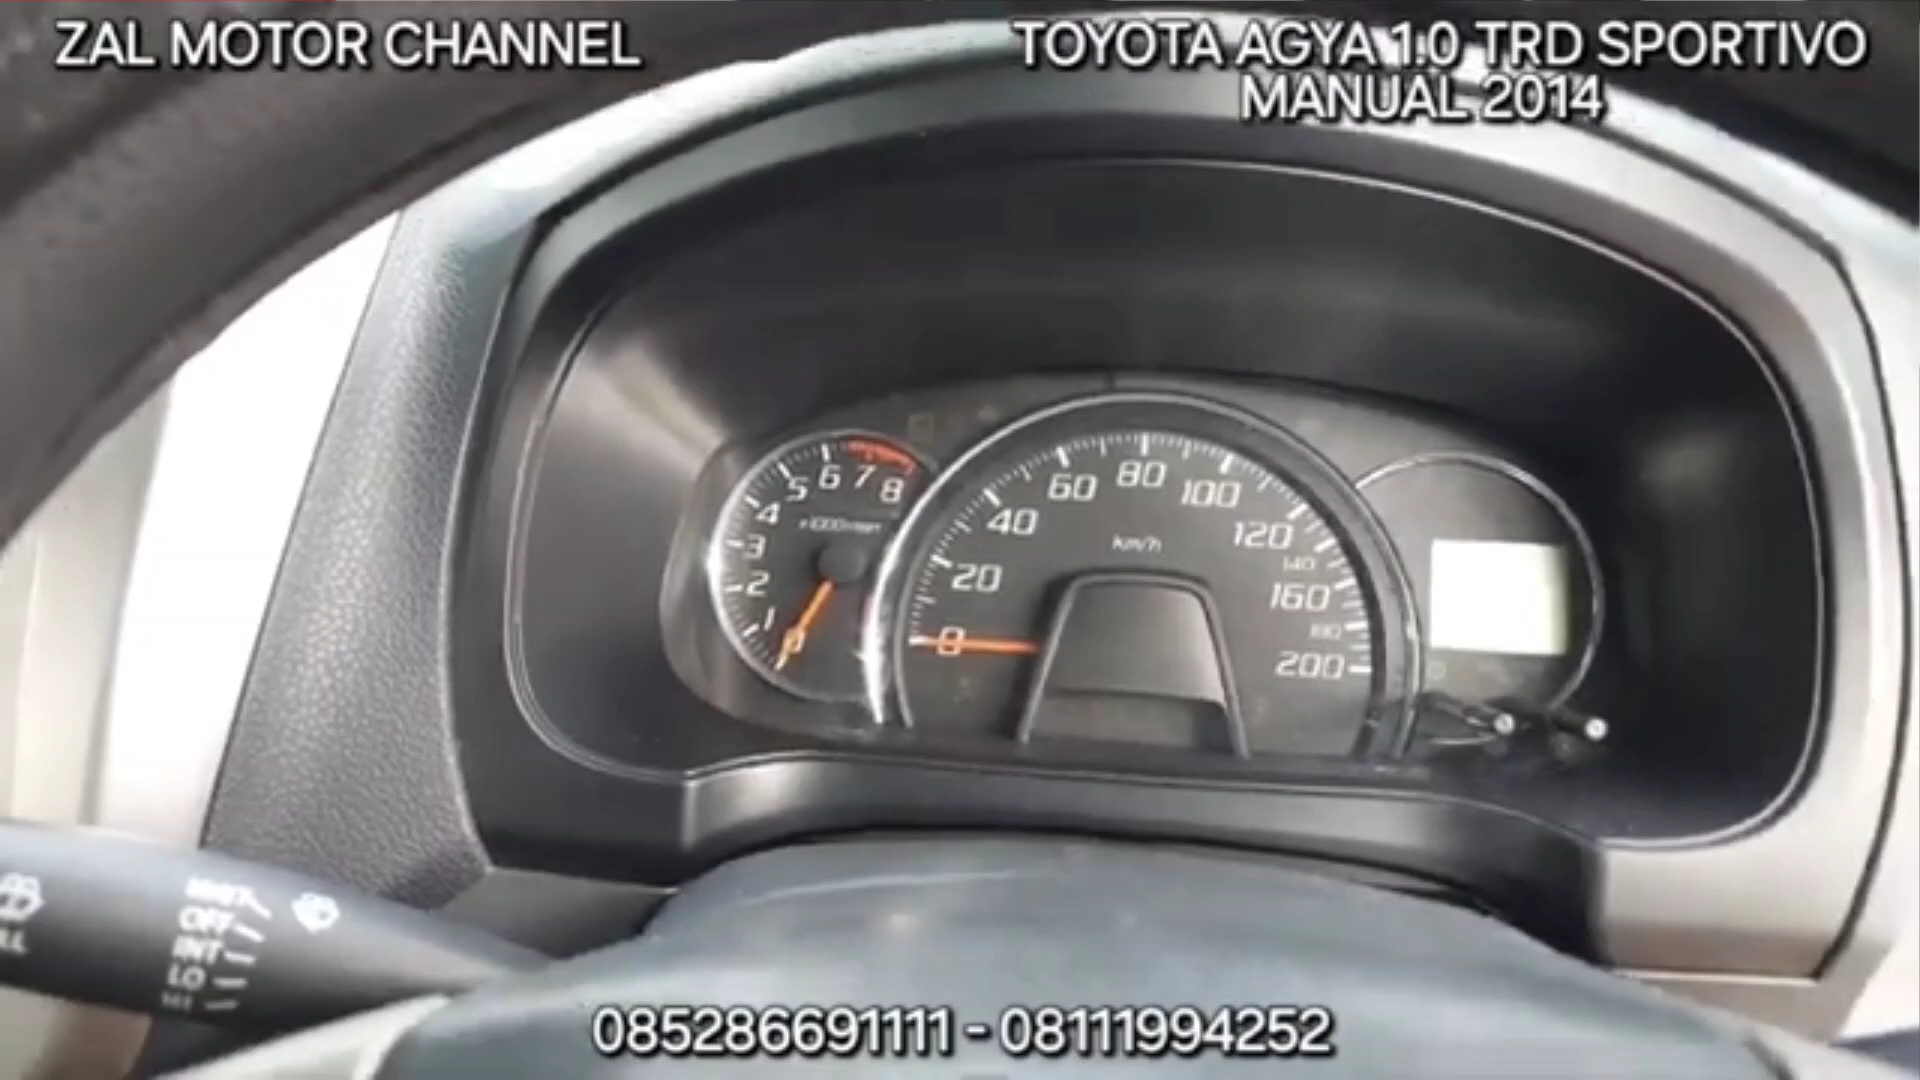 ZAL MOTOR CHANNEL
TOYOTA AGYA 1.0 TRD SPORTIVO
MANUAL 2014
0
1
2
3
4
5
6
7
8
0
20
40
60
80
100
120
140
160
180
200
km/h
OFF
INT
LO
085286691111 - 08111994252